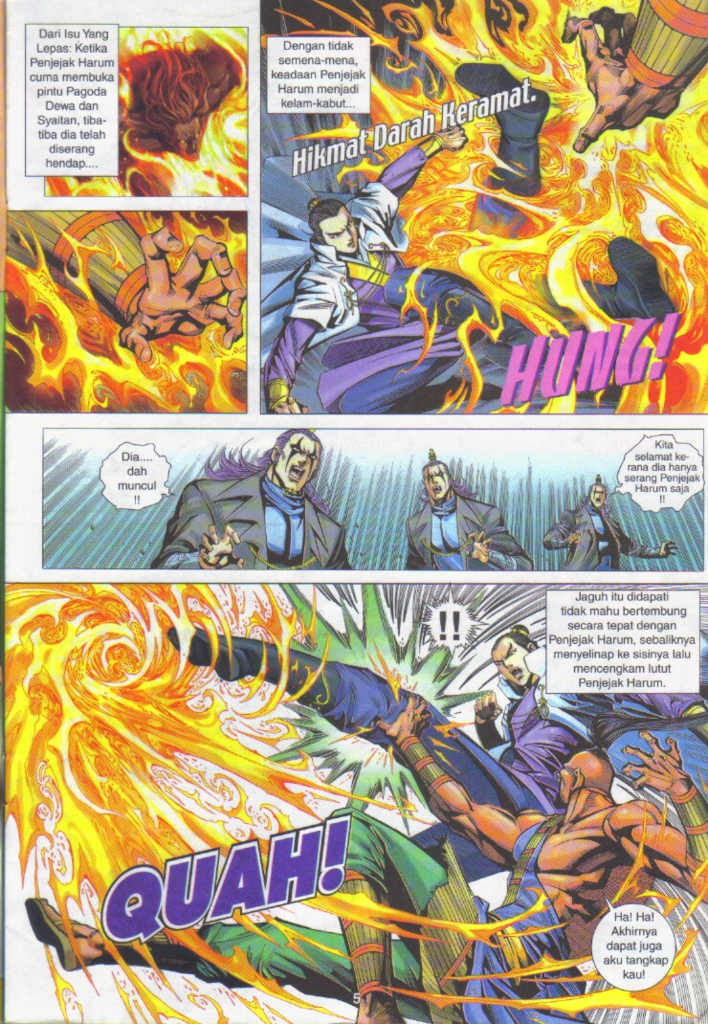 Dari Isu Yang
Lepas: Ketika
Penjejak Harum
cuma membuka
pintu Pagoda
Dewa dan
Syaitan, tiba-
tiba dia telah
diserang
hendap....
Dengan tidak
semena-mena,
keadaan Penjejak
Harum menjadi
kelam-kabut...
Hikmat Darah Keramat.
HUNG!
Dia....
dah
muncul
!!
Kita
selamat ke-
rana dia hanya
serang Penjejak
Harum saja
!!
!!
Jaguh itu didapati
tidak mahu bertembung
secara tepat dengan
Penjejak Harum, sebaliknya
menyelinap ke sisinya lalu
mencengkam lutut
Penjejak Harum.
QUAH!
Ha! Ha!
Akhirnya
dapat juga
aku tangkap
kau!
5